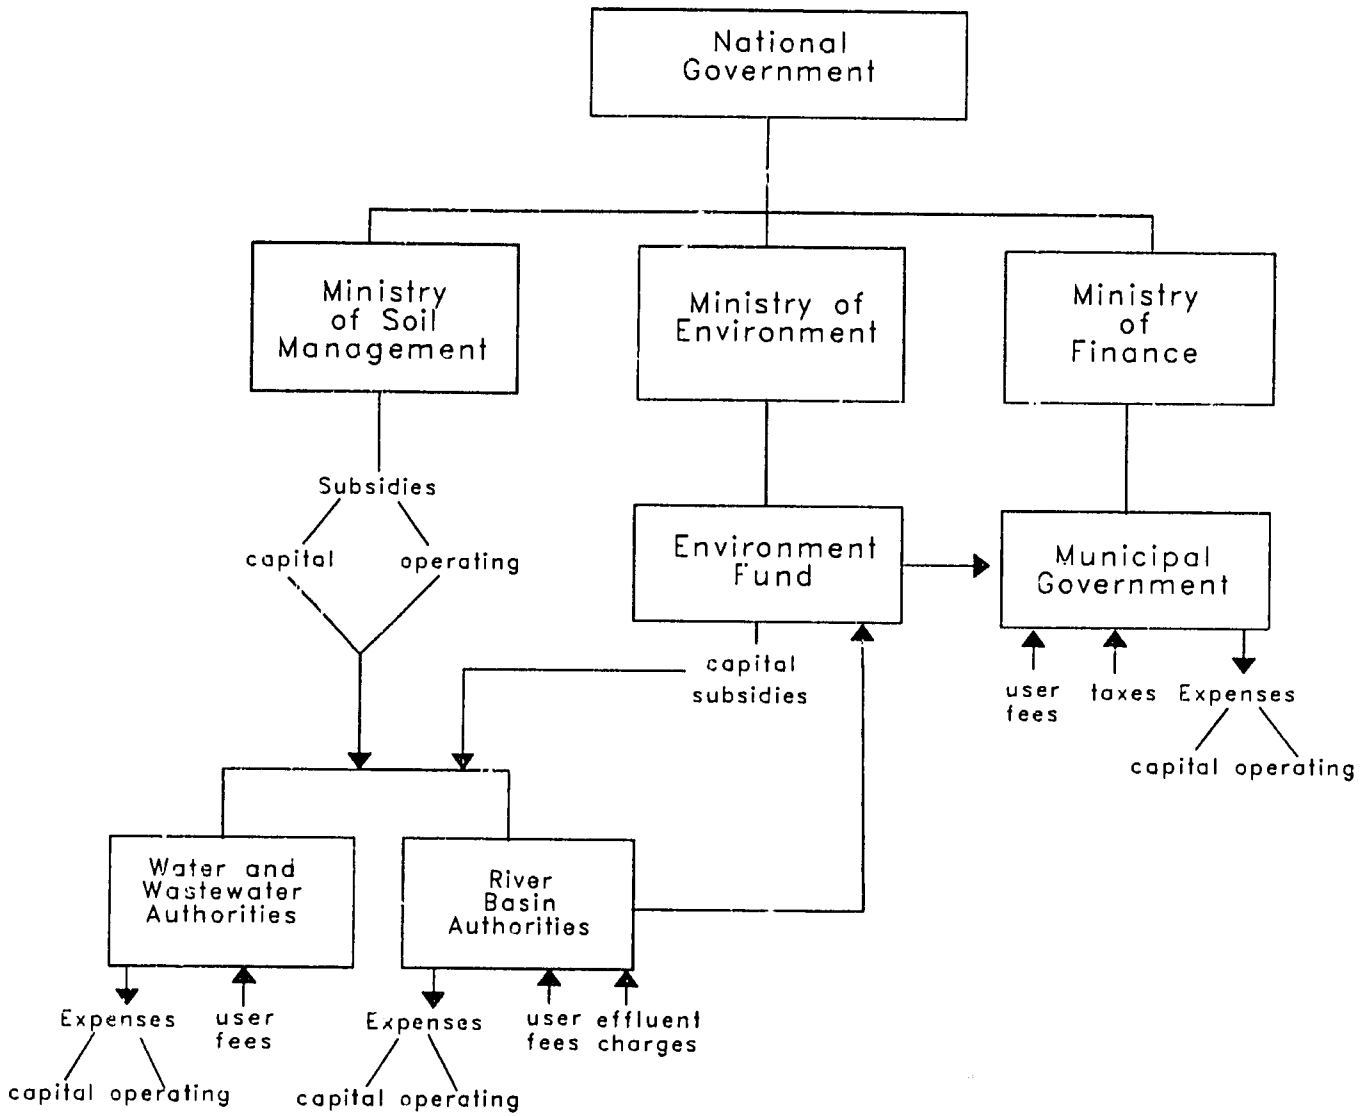 National
Government
Ministry
of Soil
Management
Ministry of
Environment
Ministry
of
Finance
Subsidies
capital operating
Environment
Fund
Municipal
Government
capital
subsidies
user
fees
taxes
Expenses
capital operating
Water and
Wastewater
Authorities
River
Basin
Authorities
Expenses
capital operating
user
fees
Expenses
capital operating
user
fees
effluent
charges